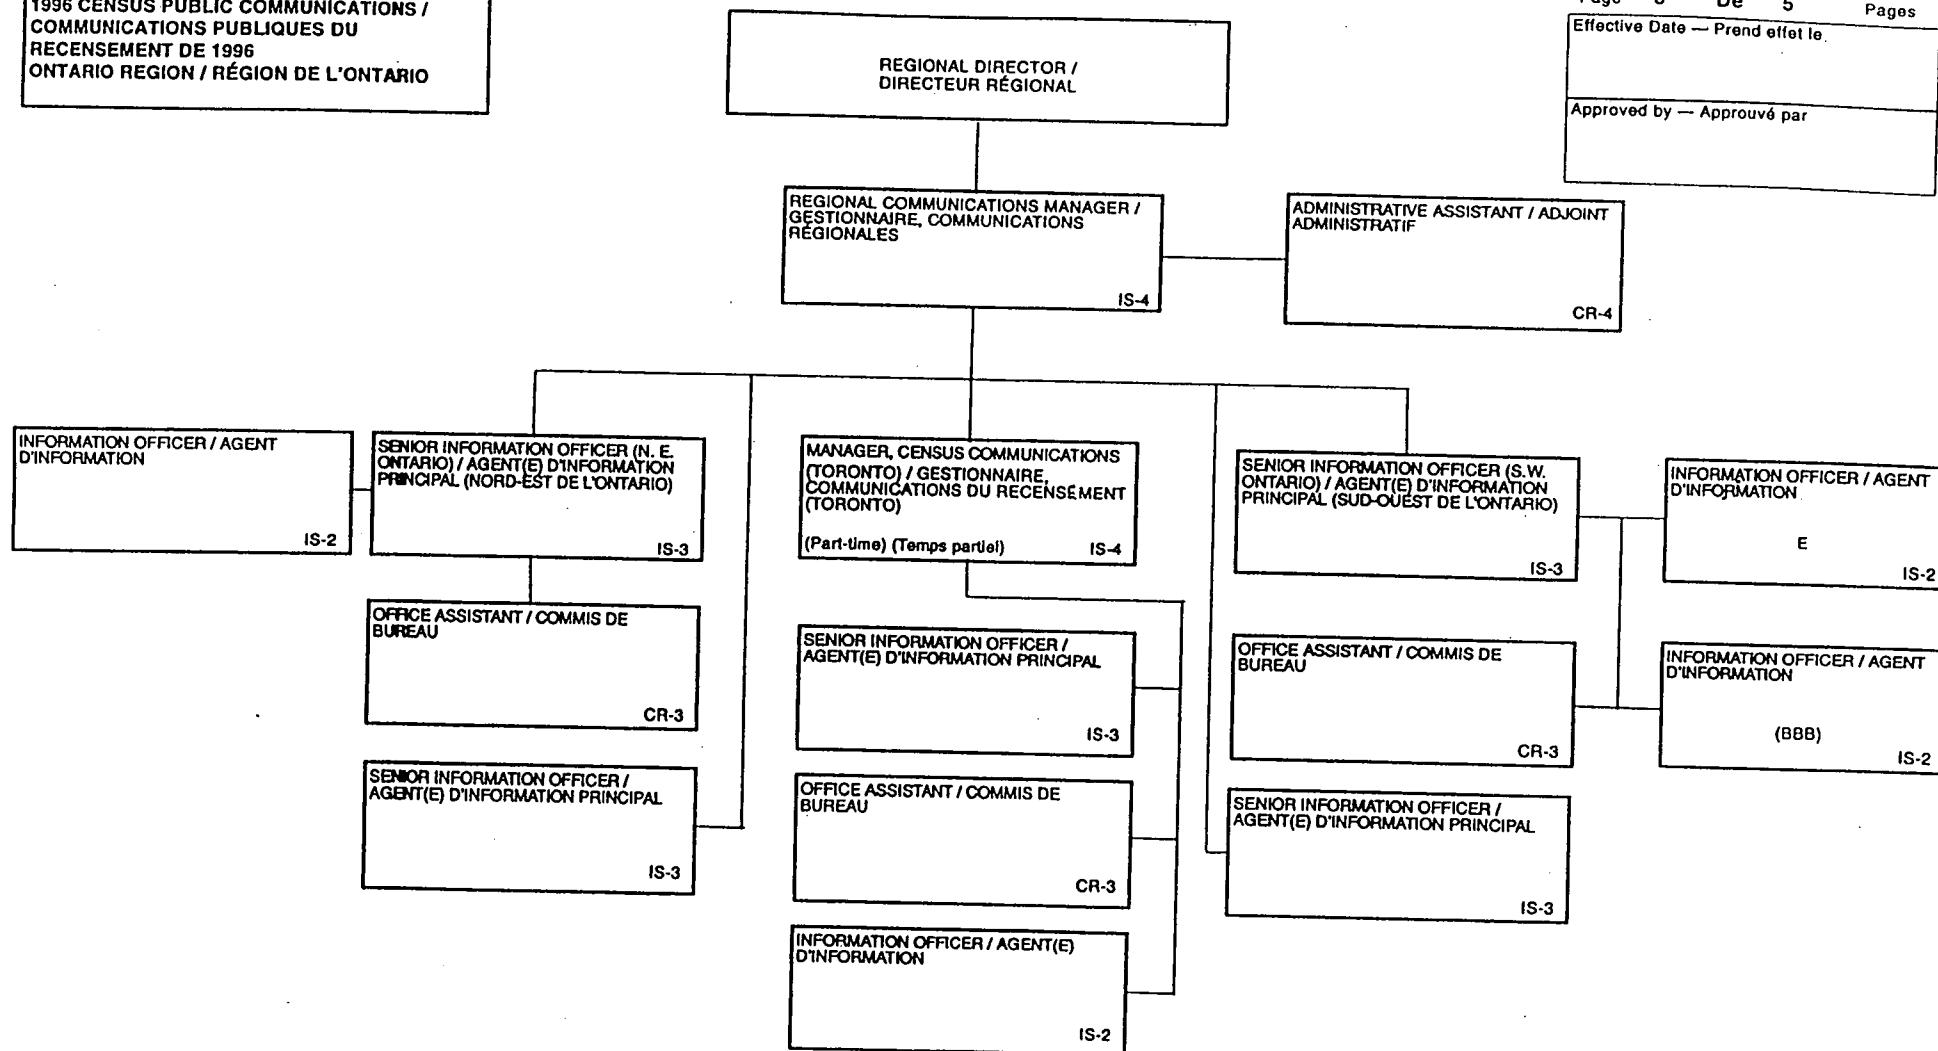 1996 CENSUS PUBLIC COMMUNICATIONS /
COMMUNICATIONS PUBLIQUES DU
RECENSEMENT DE 1996
ONTARIO REGION / RÉGION DE L'ONTARIO
Page De 5 Pages
Effective Date — Prend effet le
Approved by — Approuvé par
REGIONAL DIRECTOR /
DIRECTEUR RÉGIONAL
REGIONAL COMMUNICATIONS MANAGER /
GESTIONNAIRE, COMMUNICATIONS
RÉGIONALES
IS-4
ADMINISTRATIVE ASSISTANT / ADJOINT
ADMINISTRATIF
CR-4
INFORMATION OFFICER / AGENT
D'INFORMATION
IS-2
SENIOR INFORMATION OFFICER (N. E.
ONTARIO) / AGENT(E) D'INFORMATION
PRINCIPAL (NORD-EST DE L'ONTARIO)
IS-3
OFFICE ASSISTANT / COMMIS DE
BUREAU
CR-3
SENIOR INFORMATION OFFICER /
AGENT(E) D'INFORMATION PRINCIPAL
IS-3
MANAGER, CENSUS COMMUNICATIONS
(TORONTO) / GESTIONNAIRE,
COMMUNICATIONS DU RECENSEMENT
(TORONTO)
(Part-time) (Temps partiel) IS-4
SENIOR INFORMATION OFFICER /
AGENT(E) D'INFORMATION PRINCIPAL
IS-3
OFFICE ASSISTANT / COMMIS DE
BUREAU
CR-3
INFORMATION OFFICER / AGENT(E)
D'INFORMATION
IS-2
SENIOR INFORMATION OFFICER (S.W.
ONTARIO) / AGENT(E) D'INFORMATION
PRINCIPAL (SUD-OUEST DE L'ONTARIO)
IS-3
OFFICE ASSISTANT / COMMIS DE
BUREAU
CR-3
SENIOR INFORMATION OFFICER /
AGENT(E) D'INFORMATION PRINCIPAL
IS-3
INFORMATION OFFICER / AGENT
D'INFORMATION
E
IS-2
INFORMATION OFFICER / AGENT
D'INFORMATION
(BBB)
IS-2